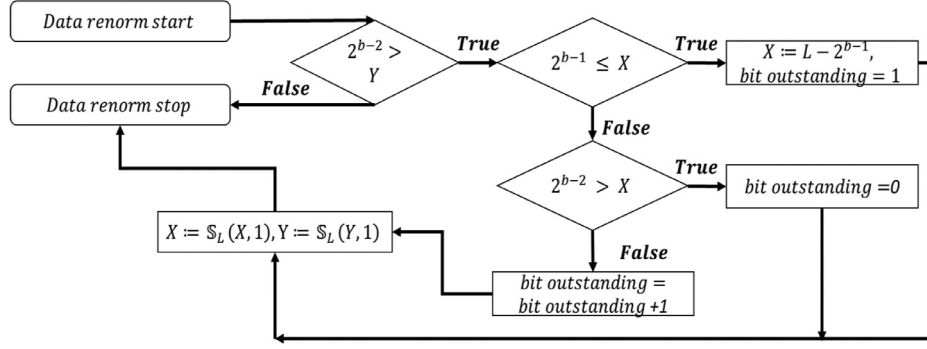 Data renorm start
2^{b−2} >
Y
True
2^{b−1} ≤ X
True
X ≔ L − 2^{b−1},
bit outstanding = 1
False
Data renorm stop
False
2^{b−2} > X
True
bit outstanding =0
X ≔ 𝕊_L (X, 1), Y ≔ 𝕊_L (Y, 1)
False
bit outstanding =
bit outstanding +1